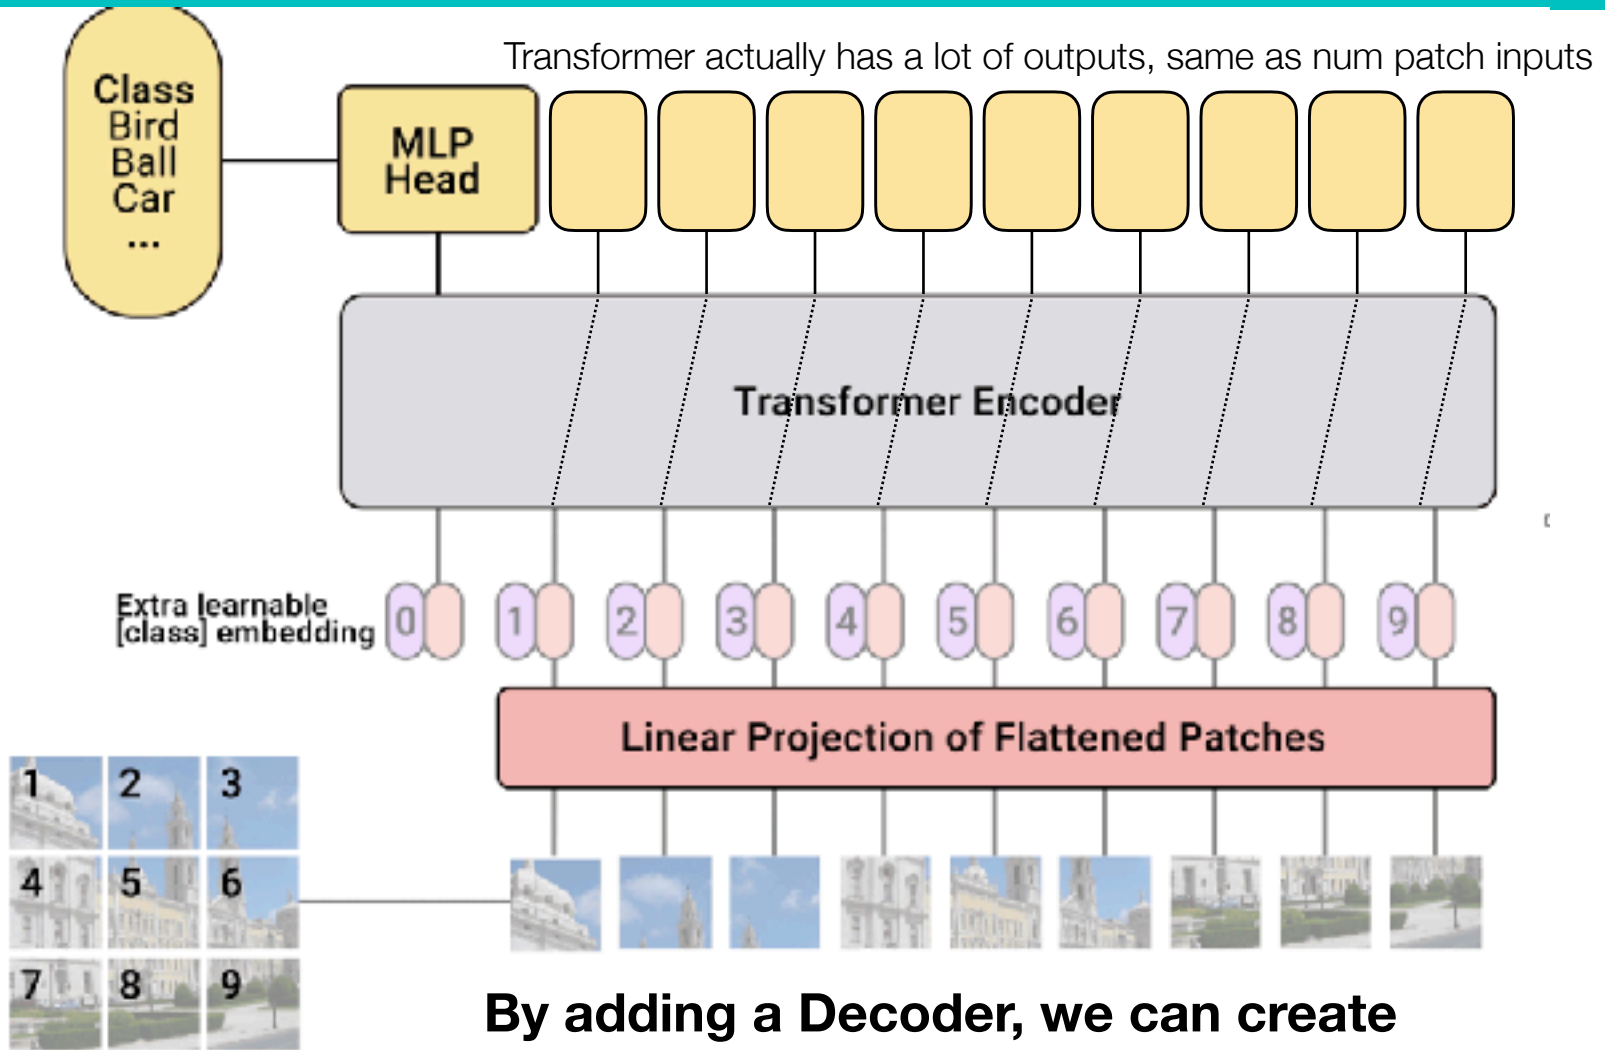 Transformer actually has a lot of outputs, same as num patch inputs
Class
Bird
Ball
Car
...
MLP
Head
Transformer Encoder
Extra learnable
[class] embedding
0 1 2 3 4 5 6 7 8 9
Linear Projection of Flattened Patches
1 2 3
4 5 6
7 8 9
By adding a Decoder, we can create